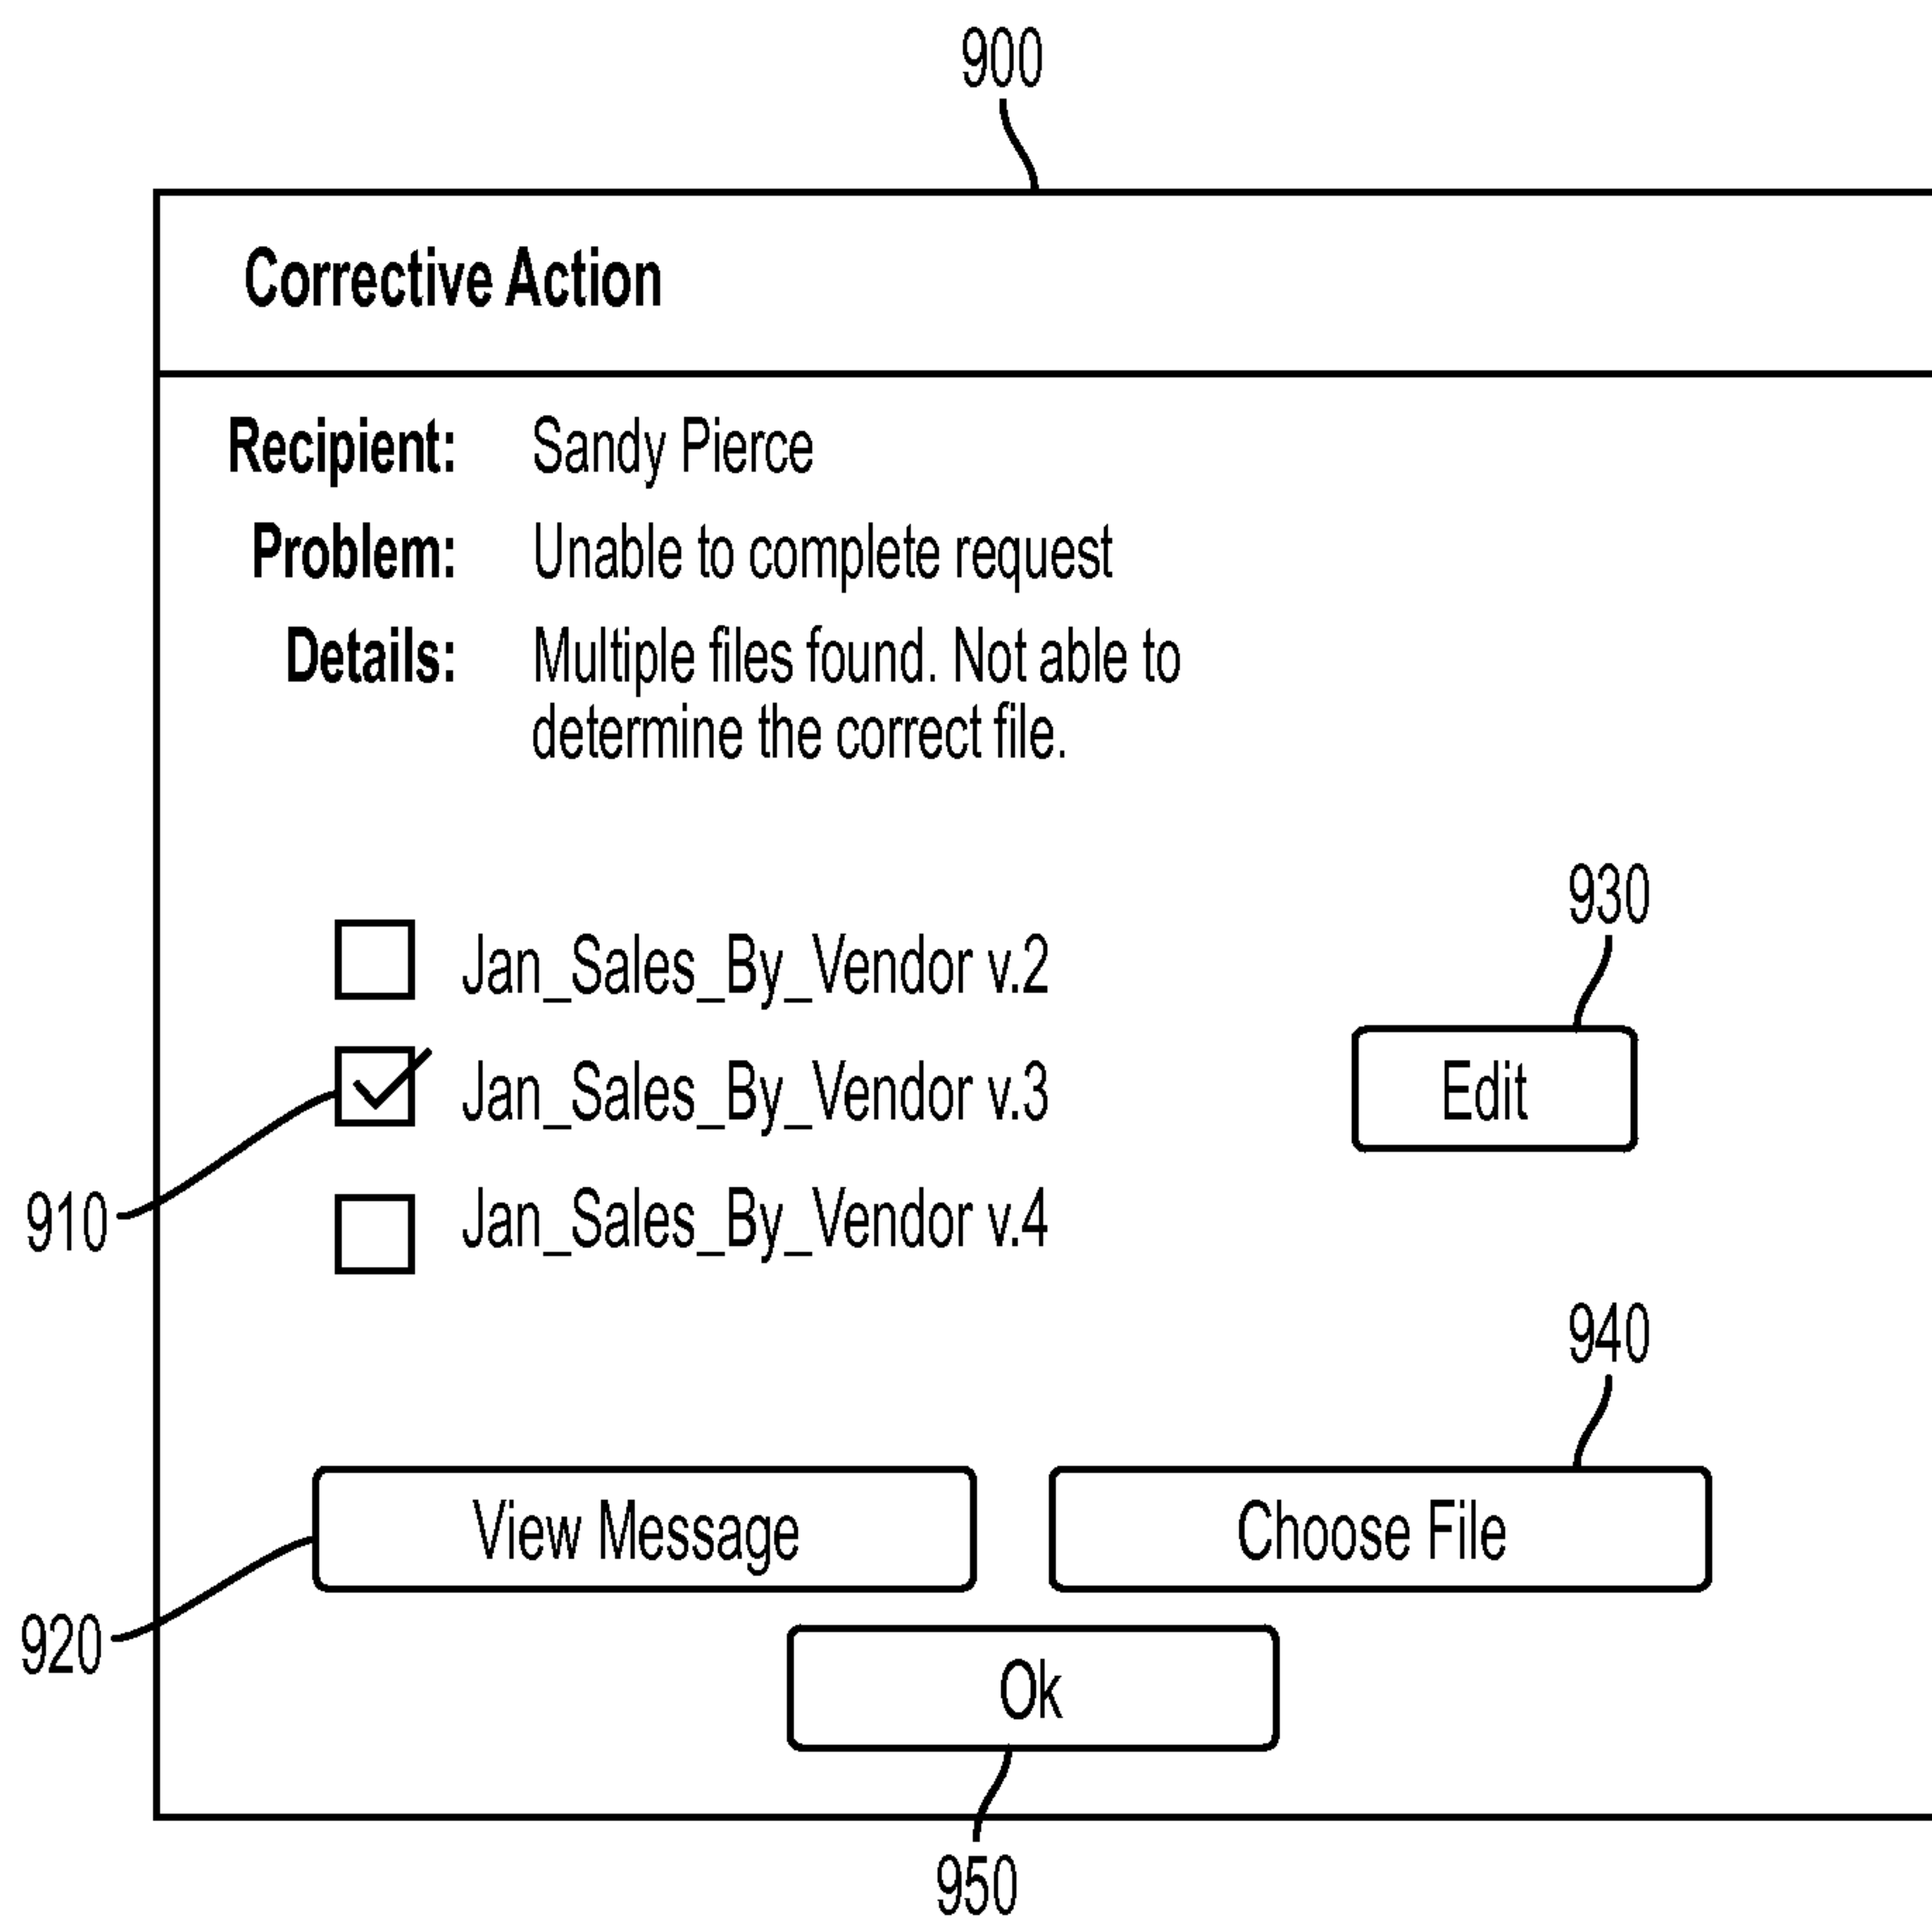 900
Corrective Action
Recipient: Sandy Pierce
Problem: Unable to complete request
Details: Multiple files found. Not able to
determine the correct file.
930
Jan_Sales_By_Vendor v.2
Jan_Sales_By_Vendor v.3 Edit
910 Jan_Sales_By_Vendor v.4
940
View Message Choose File
920
Ok
950